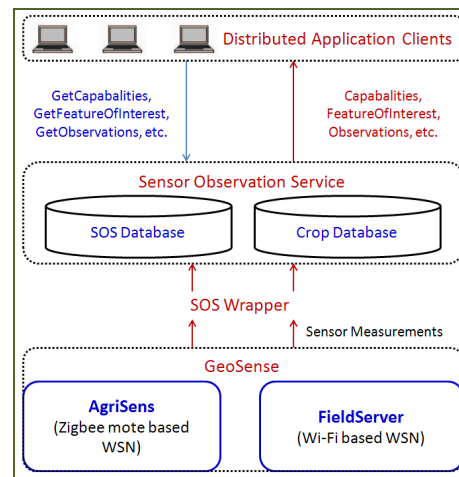 Distributed Application Clients
GetCapabalities,
GetFeatureOfInterest,
GetObservations, etc.
Capabalities,
FeatureOfInterest,
Observations, etc.
Sensor Observation Service
SOS Database
Crop Database
SOS Wrapper
Sensor Measurements
GeoSense
AgriSens
(Zigbee mote based
WSN)
FieldServer
(Wi-Fi based WSN)